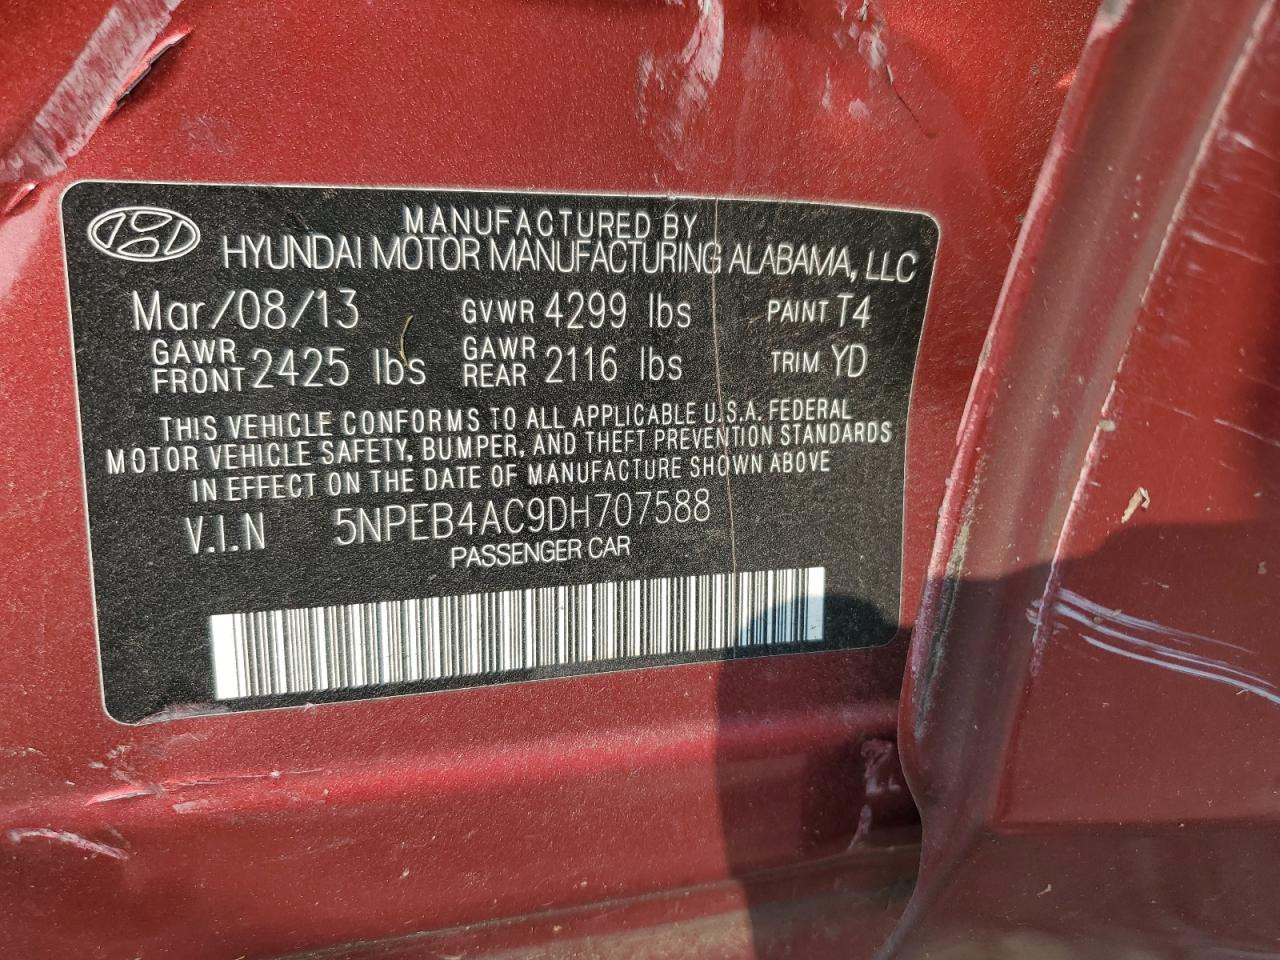 MANUFACTURED BY
HYUNDAI MOTOR MANUFACTURING ALABAMA, LLC
Mar/08/13 GVWR 4299 lbs PAINT T4
GAWR FRONT 2425 lbs GAWR REAR 2116 lbs TRIM YD
THIS VEHICLE CONFORMS TO ALL APPLICABLE U.S.A. FEDERAL
MOTOR VEHICLE SAFETY, BUMPER, AND THEFT PREVENTION STANDARDS
IN EFFECT ON THE DATE OF MANUFACTURE SHOWN ABOVE
V.I.N 5NPEB4AC9DH707588
PASSENGER CAR